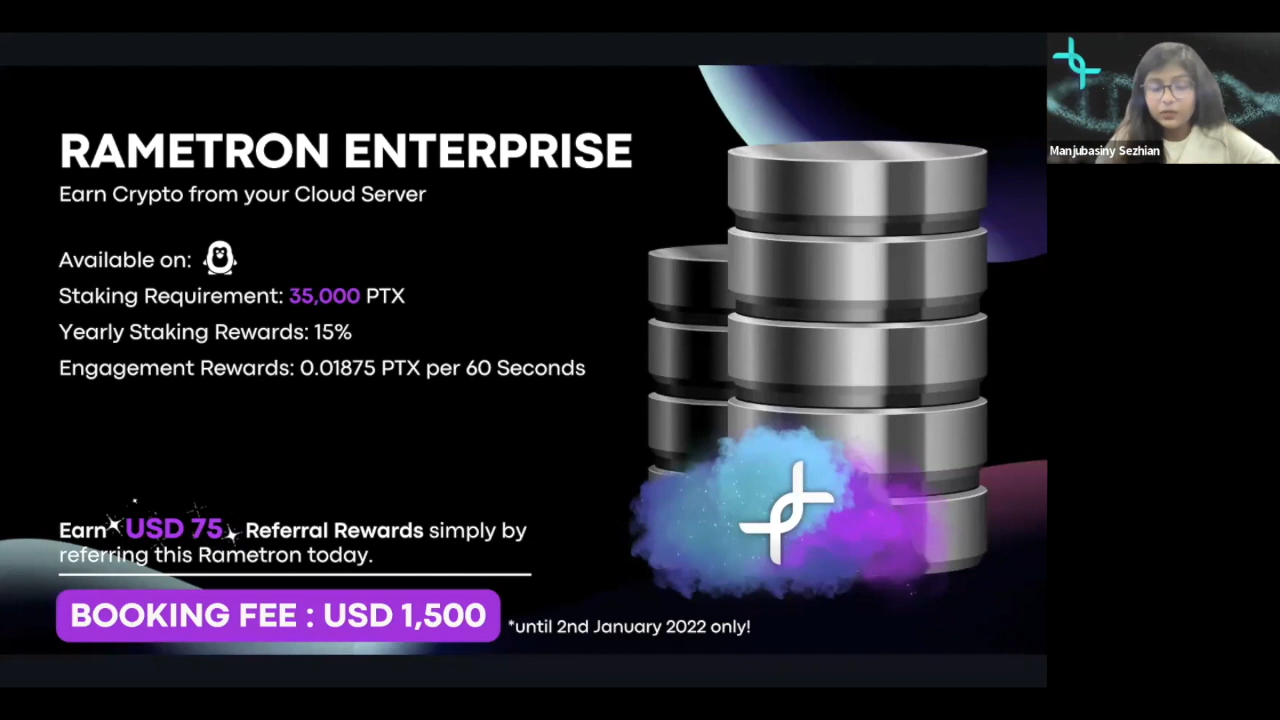 RAMETRON ENTERPRISE
Earn Crypto from your Cloud Server
Available on:
Staking Requirement: 35,000 PTX
Yearly Staking Rewards: 15%
Engagement Rewards: 0.01875 PTX per 60 Seconds
Earn USD 75 Referral Rewards simply by
referring this Rametron today.
BOOKING FEE : USD 1,500
*until 2nd January 2022 only!
Manjubasiny Sezhian